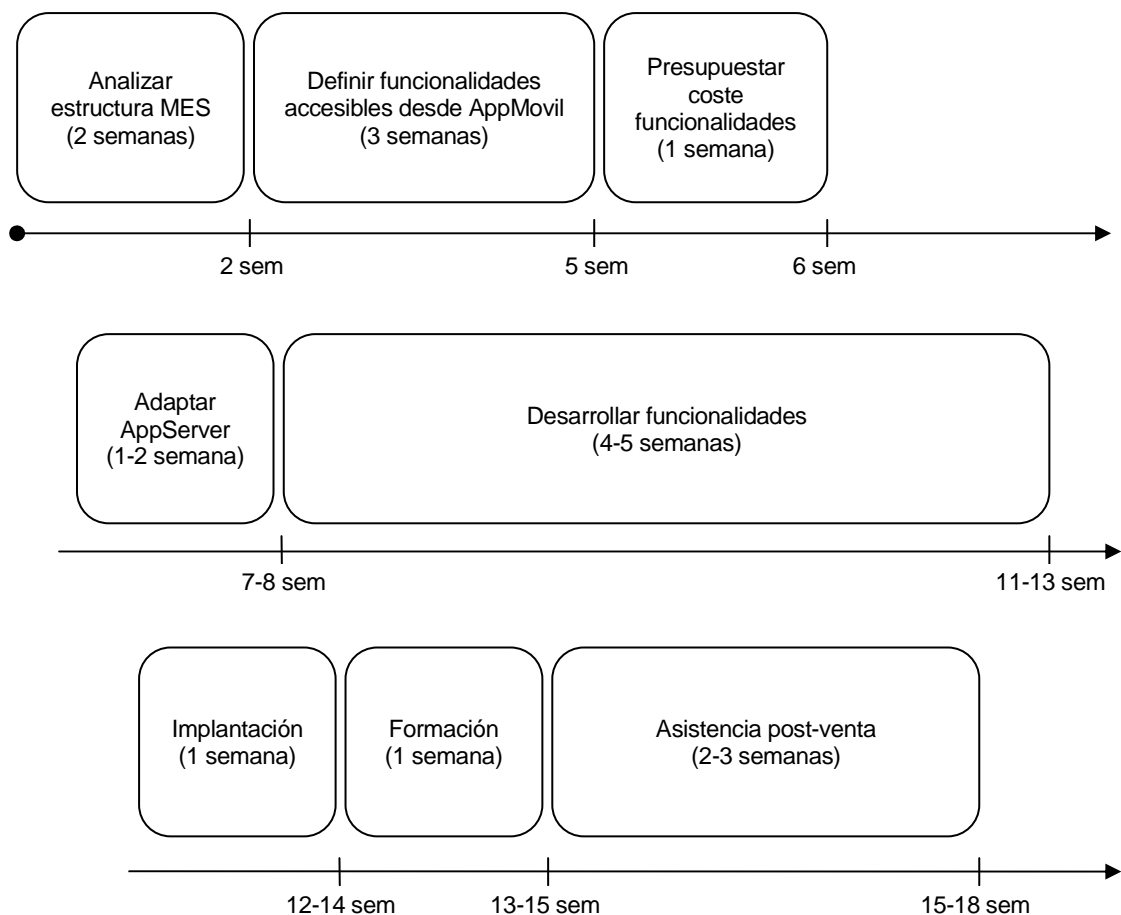 Analizar
estructura MES
(2 semanas)
Definir funcionalidades
accesibles desde AppMovil
(3 semanas)
Presupuestar
coste
funcionalidades
(1 semana)
2 sem
5 sem
6 sem
Adaptar
AppServer
(1-2 semana)
Desarrollar funcionalidades
(4-5 semanas)
7-8 sem
11-13 sem
Implantación
(1 semana)
Formación
(1 semana)
Asistencia post-venta
(2-3 semanas)
12-14 sem
13-15 sem
15-18 sem